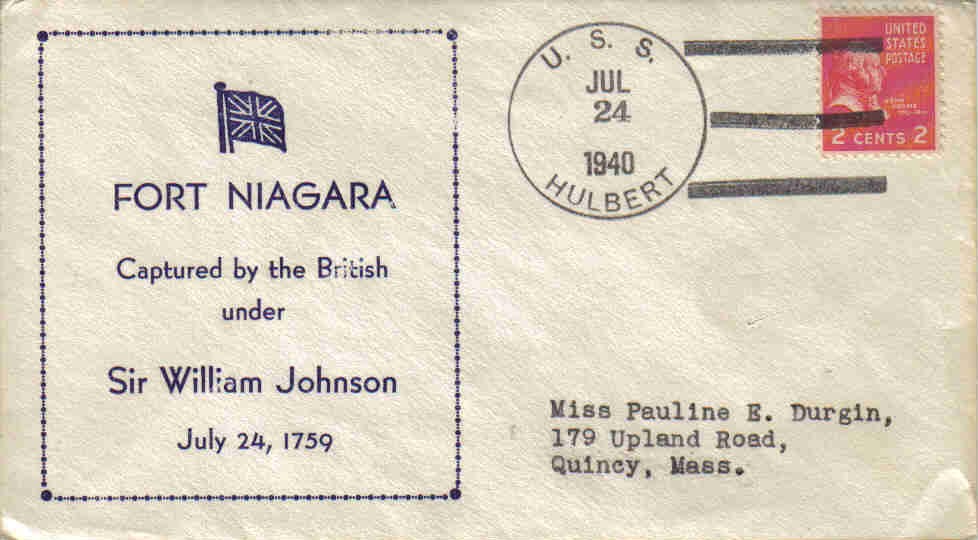 FORT NIAGARA
Captured by the British
under
Sir William Johnson
July 24, 1759
U. S. S.
JUL
24
1940
HULBERT
UNITED
STATES
POSTAGE
2 CENTS 2
Miss Pauline E. Durgin,
179 Upland Road,
Quincy, Mass.